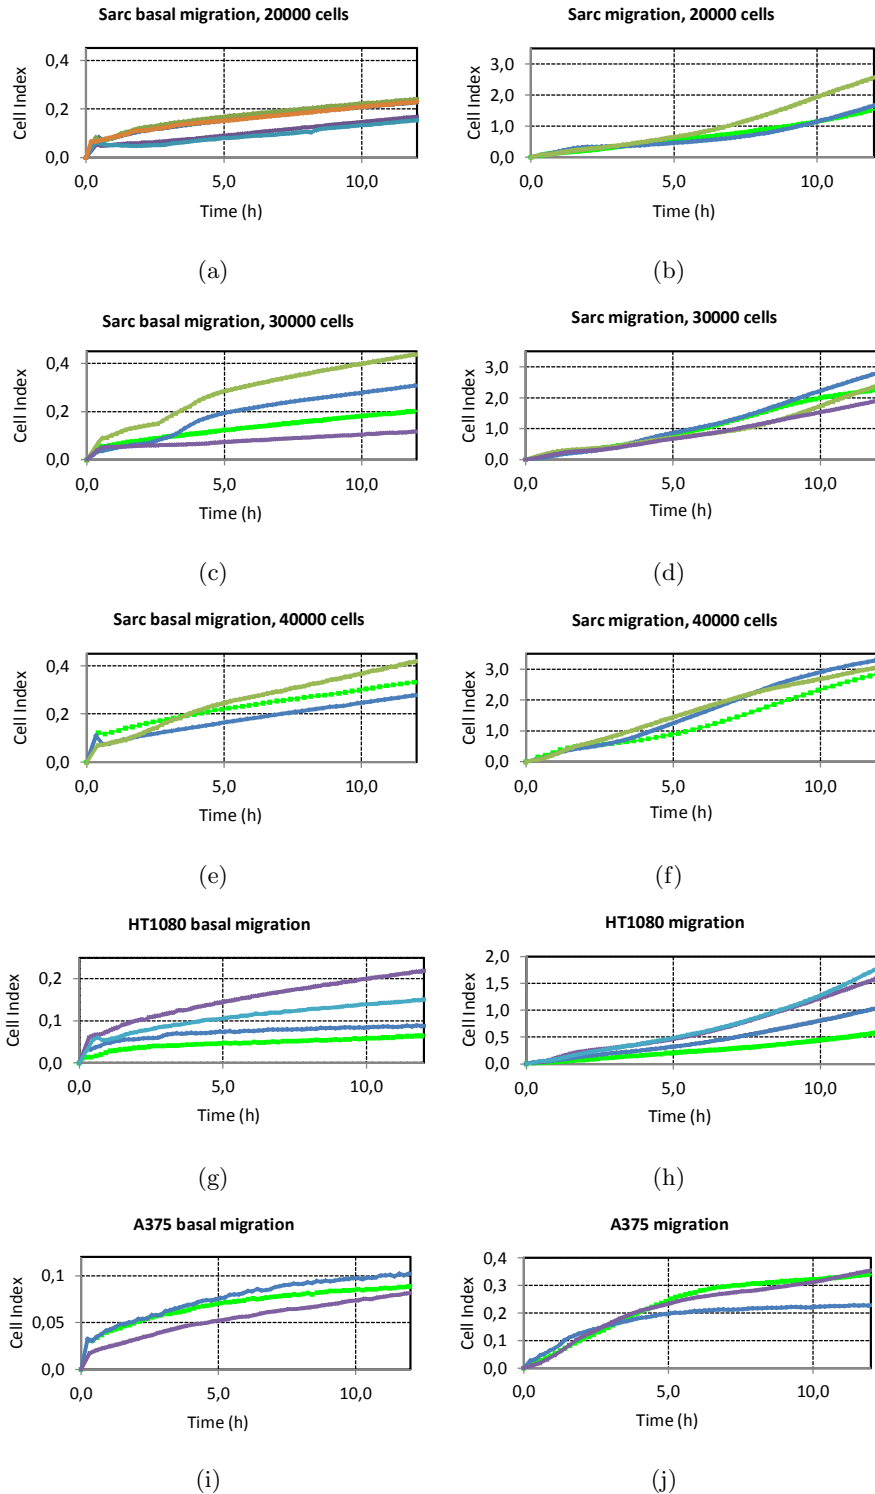 Sarc basal migration, 20000 cells
0,4
0,2
0,0
Cell Index
0,0 5,0 10,0
Time (h)
(a)
Sarc migration, 20000 cells
3,0
2,0
1,0
0,0
Cell Index
0,0 5,0 10,0
Time (h)
(b)
Sarc basal migration, 30000 cells
0,4
0,2
0,0
Cell Index
0,0 5,0 10,0
Time (h)
(c)
Sarc migration, 30000 cells
3,0
2,0
1,0
0,0
Cell Index
0,0 5,0 10,0
Time (h)
(d)
Sarc basal migration, 40000 cells
0,4
0,2
0,0
Cell Index
0,0 5,0 10,0
Time (h)
(e)
Sarc migration, 40000 cells
3,0
2,0
1,0
0,0
Cell Index
0,0 5,0 10,0
Time (h)
(f)
HT1080 basal migration
0,2
0,1
0,0
Cell Index
0,0 5,0 10,0
Time (h)
(g)
HT1080 migration
2,0
1,5
1,0
0,5
0,0
Cell Index
0,0 5,0 10,0
Time (h)
(h)
A375 basal migration
0,1
0,05
0,0
Cell Index
0,0 5,0 10,0
Time (h)
(i)
A375 migration
0,4
0,3
0,2
0,1
0,0
Cell Index
0,0 5,0 10,0
Time (h)
(j)